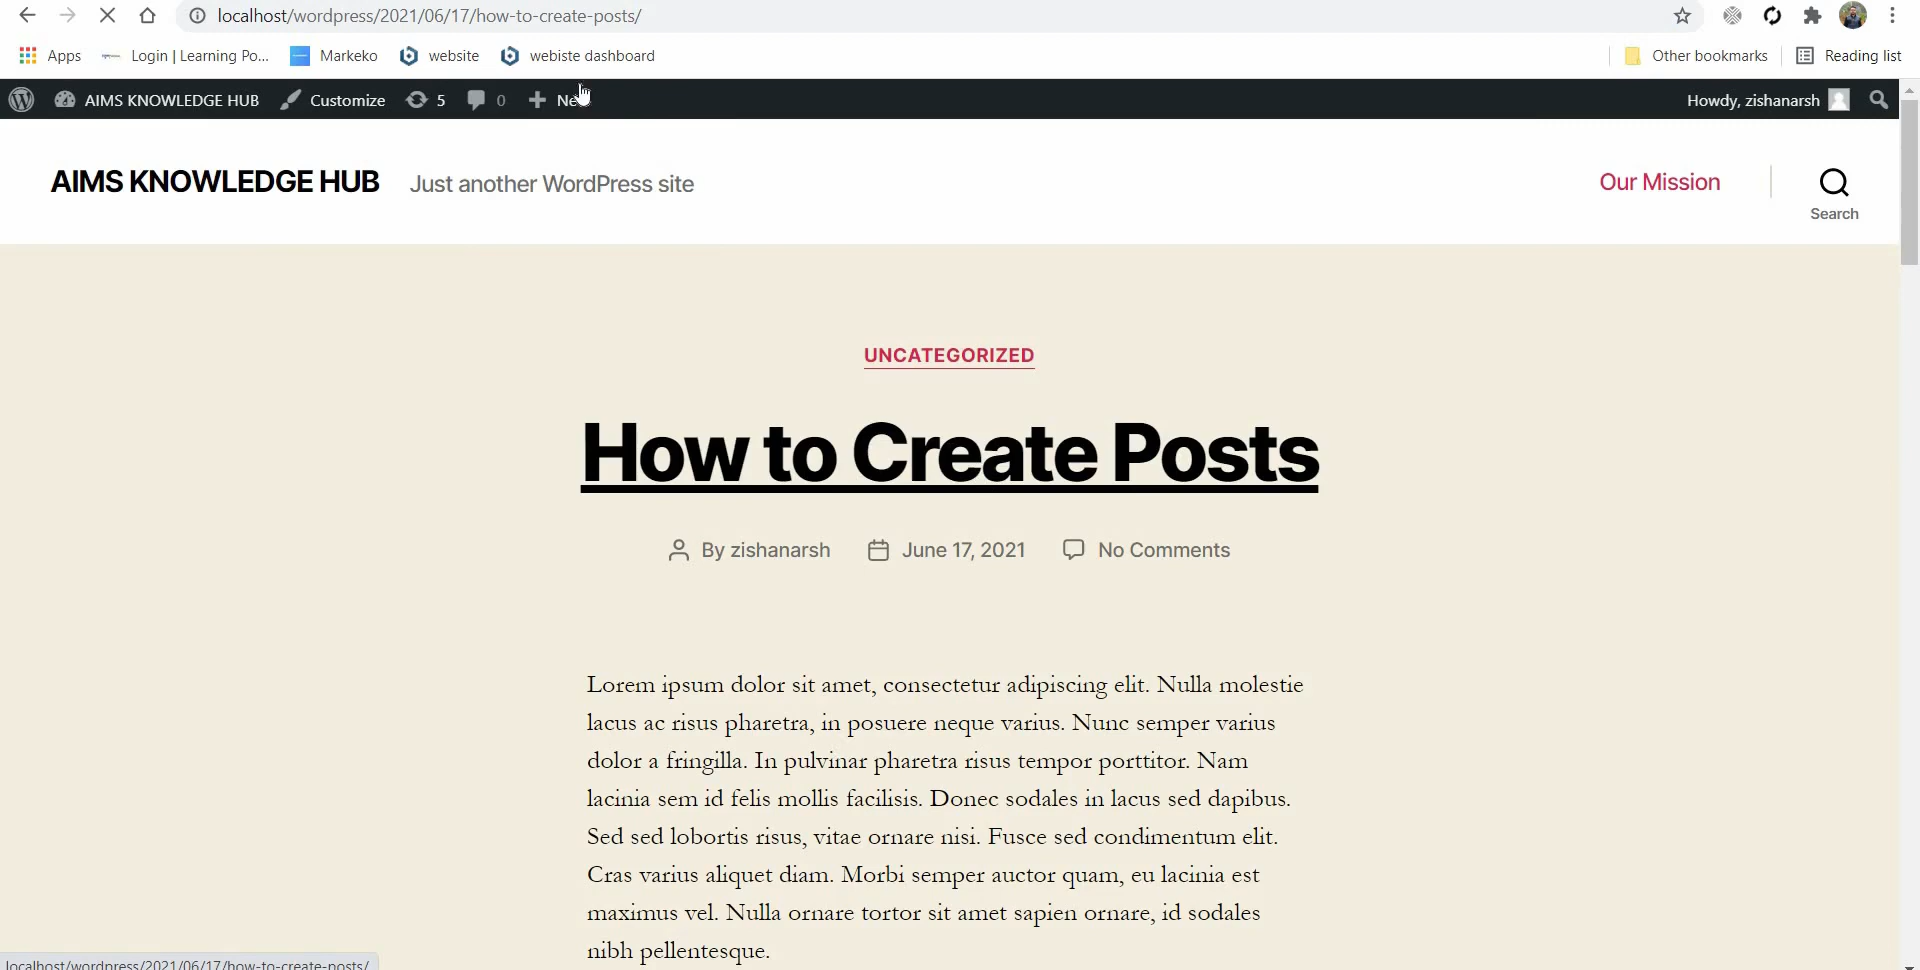 localhost/wordpress/2021/06/17/how-to-create-posts/
Apps Login | Learning Po... Markeko website webiste dashboard Other bookmarks Reading list
AIMS KNOWLEDGE HUB Customize 5 0 New Howdy, zishanarsh
AIMS KNOWLEDGE HUB Just another WordPress site Our Mission
Search
UNCATEGORIZED
How to Create Posts
By zishanarsh June 17, 2021 No Comments
Lorem ipsum dolor sit amet, consectetur adipiscing elit. Nulla molestie
lacus ac risus pharetra, in posuere neque varius. Nunc semper varius
dolor a fringilla. In pulvinar pharetra risus tempor porttitor. Nam
lacinia sem id felis mollis facilisis. Donec sodales in lacus sed dapibus.
Sed sed lobortis risus, vitae ornare nisi. Fusce sed condimentum elit.
Cras varius aliquet diam. Morbi semper auctor quam, eu lacinia est
maximus vel. Nulla ornare tortor sit amet sapien ornare, id sodales
nibh pellentesque.
localhost/wordpress/2021/06/17/how-to-create-posts/